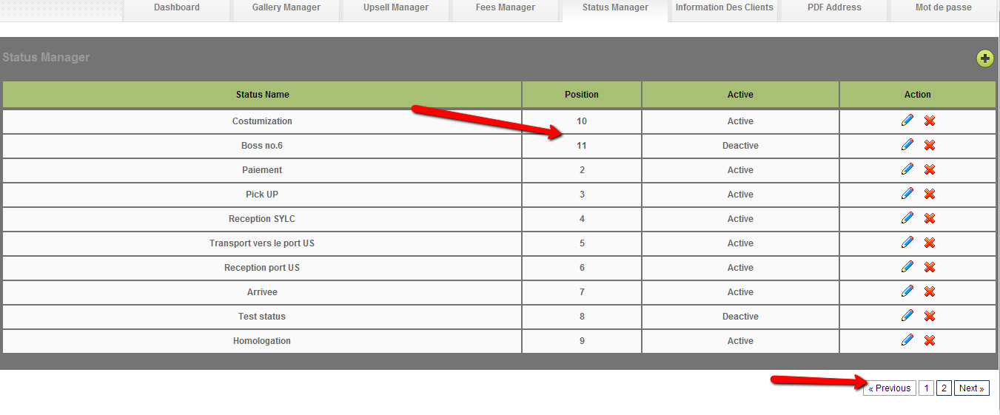 Dashboard Gallery Manager Upsell Manager Fees Manager Status Manager Information Des Clients PDF Address Mot de passe
Status Manager
Status Name Position Active Action
Costumization 10 Active
Boss no.6 11 Deactive
Paiement 2 Active
Pick UP 3 Active
Reception SYLC 4 Active
Transport vers le port US 5 Active
Reception port US 6 Active
Arrivee 7 Active
Test status 8 Deactive
Homologation 9 Active
« Previous 1 2 Next »